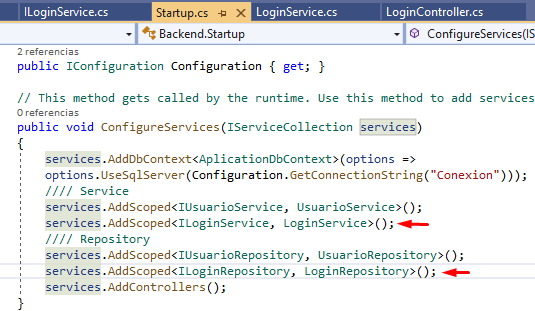 ILoginService.cs
Startup.cs
LoginService.cs
LoginController.cs
Backend.Startup
ConfigureServices(IS
2 referencias
public IConfiguration Configuration { get; }
// This method gets called by the runtime. Use this method to add services
0 referencias
public void ConfigureServices(IServiceCollection services)
{
services.AddDbContext<AplicationDbContext>(options =>
options.UseSqlServer(Configuration.GetConnectionString("Conexion")));
//// Service
services.AddScoped<IUsuarioService, UsuarioService>();
services.AddScoped<ILoginService, LoginService>();
//// Repository
services.AddScoped<IUsuarioRepository, UsuarioRepository>();
services.AddScoped<ILoginRepository, LoginRepository>();
services.AddControllers();
}